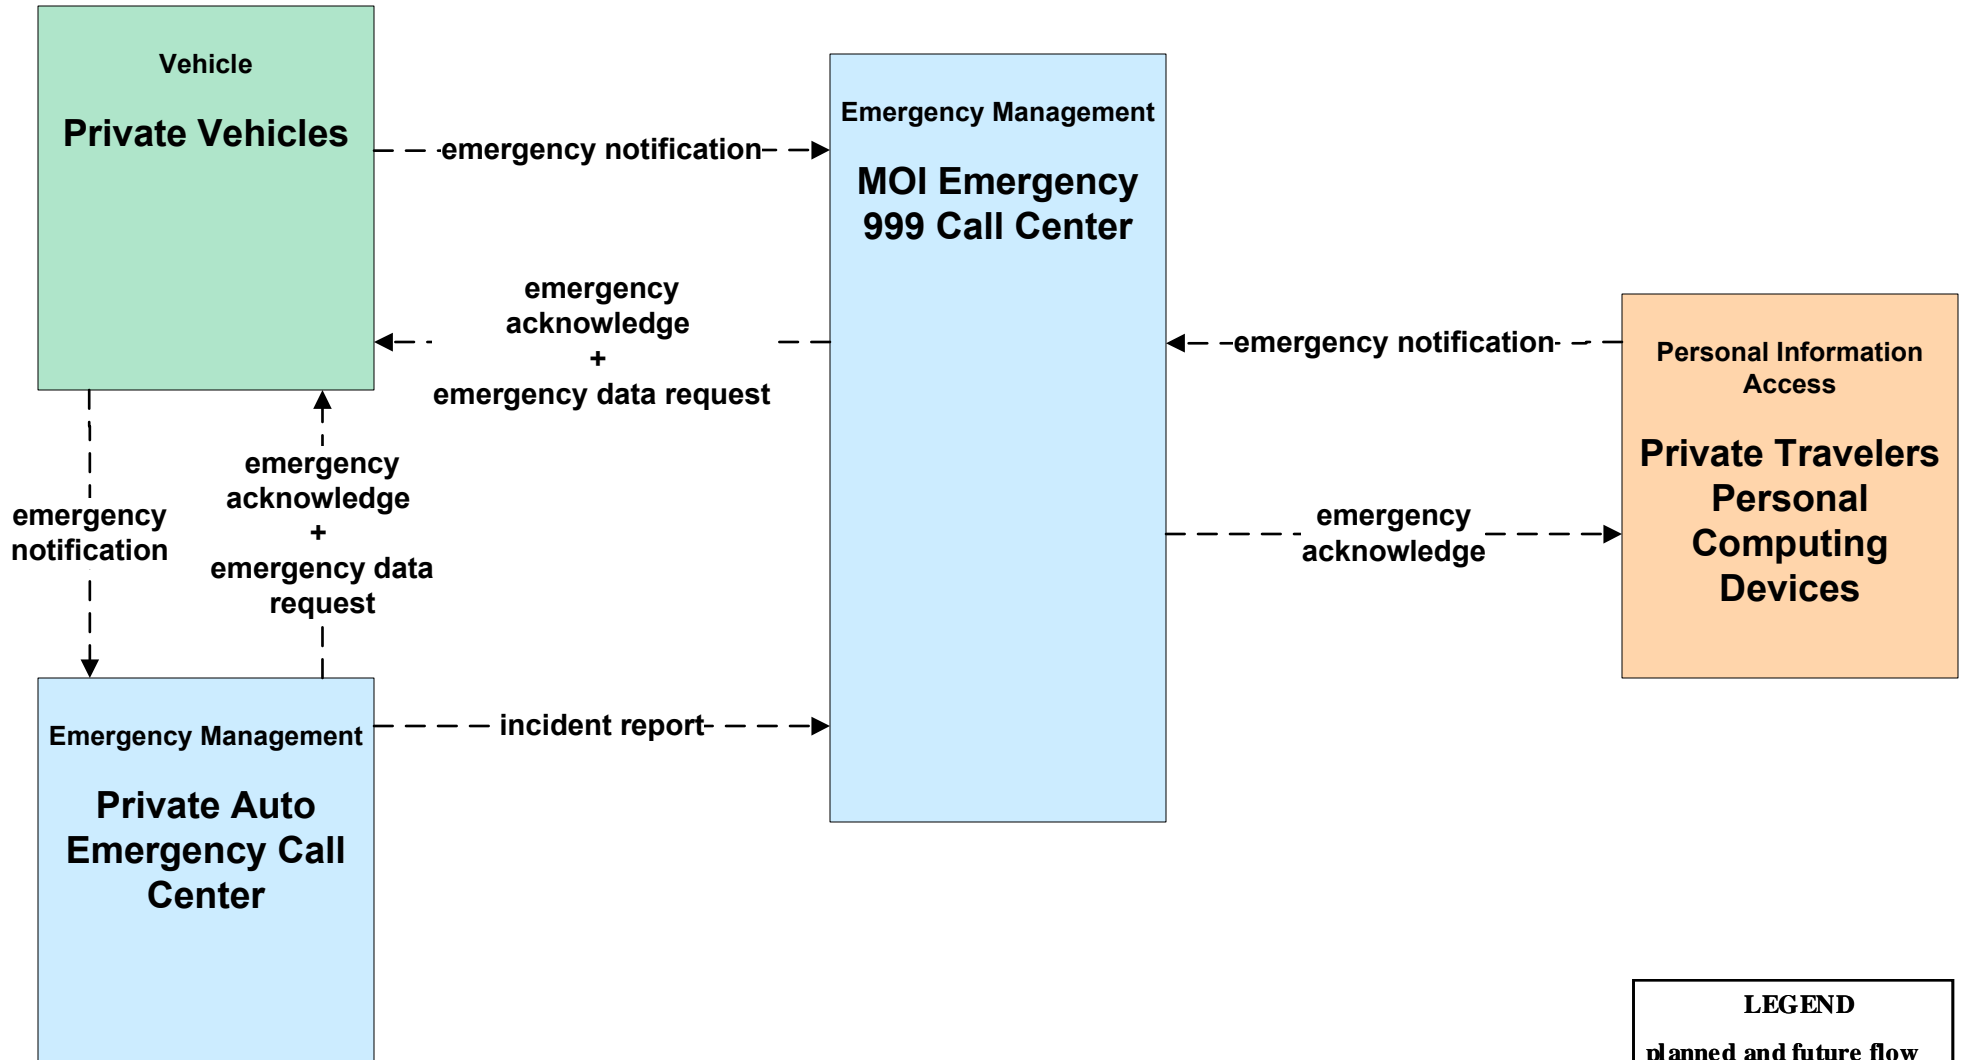 Vehicle
Private Vehicles
emergency notification
Emergency Management
MOI Emergency
999 Call Center
emergency
acknowledge
+
emergency data request
emergency notification
Personal Information
Access
Private Travelers
Personal
Computing
Devices
emergency
acknowledge
emergency
notification
emergency
acknowledge
+
emergency data
request
incident report
Emergency Management
Private Auto
Emergency Call
Center
LEGEND
planned and future flow